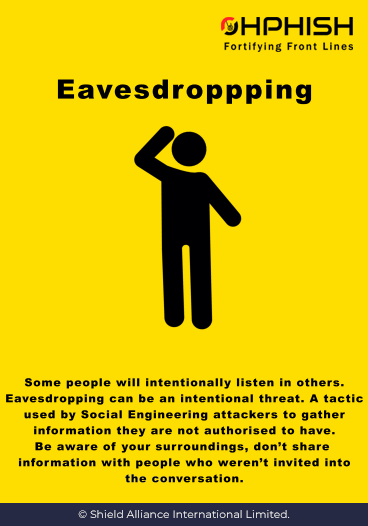 OHPHISH
Fortifying Front Lines
Eavesdroppping
Some people will intentionally listen in others.
Eavesdropping can be an intentional threat. A tactic
used by Social Engineering attackers to gather
information they are not authorised to have.
Be aware of your surroundings, don’t share
information with people who weren’t invited into
the conversation.
© Shield Alliance International Limited.